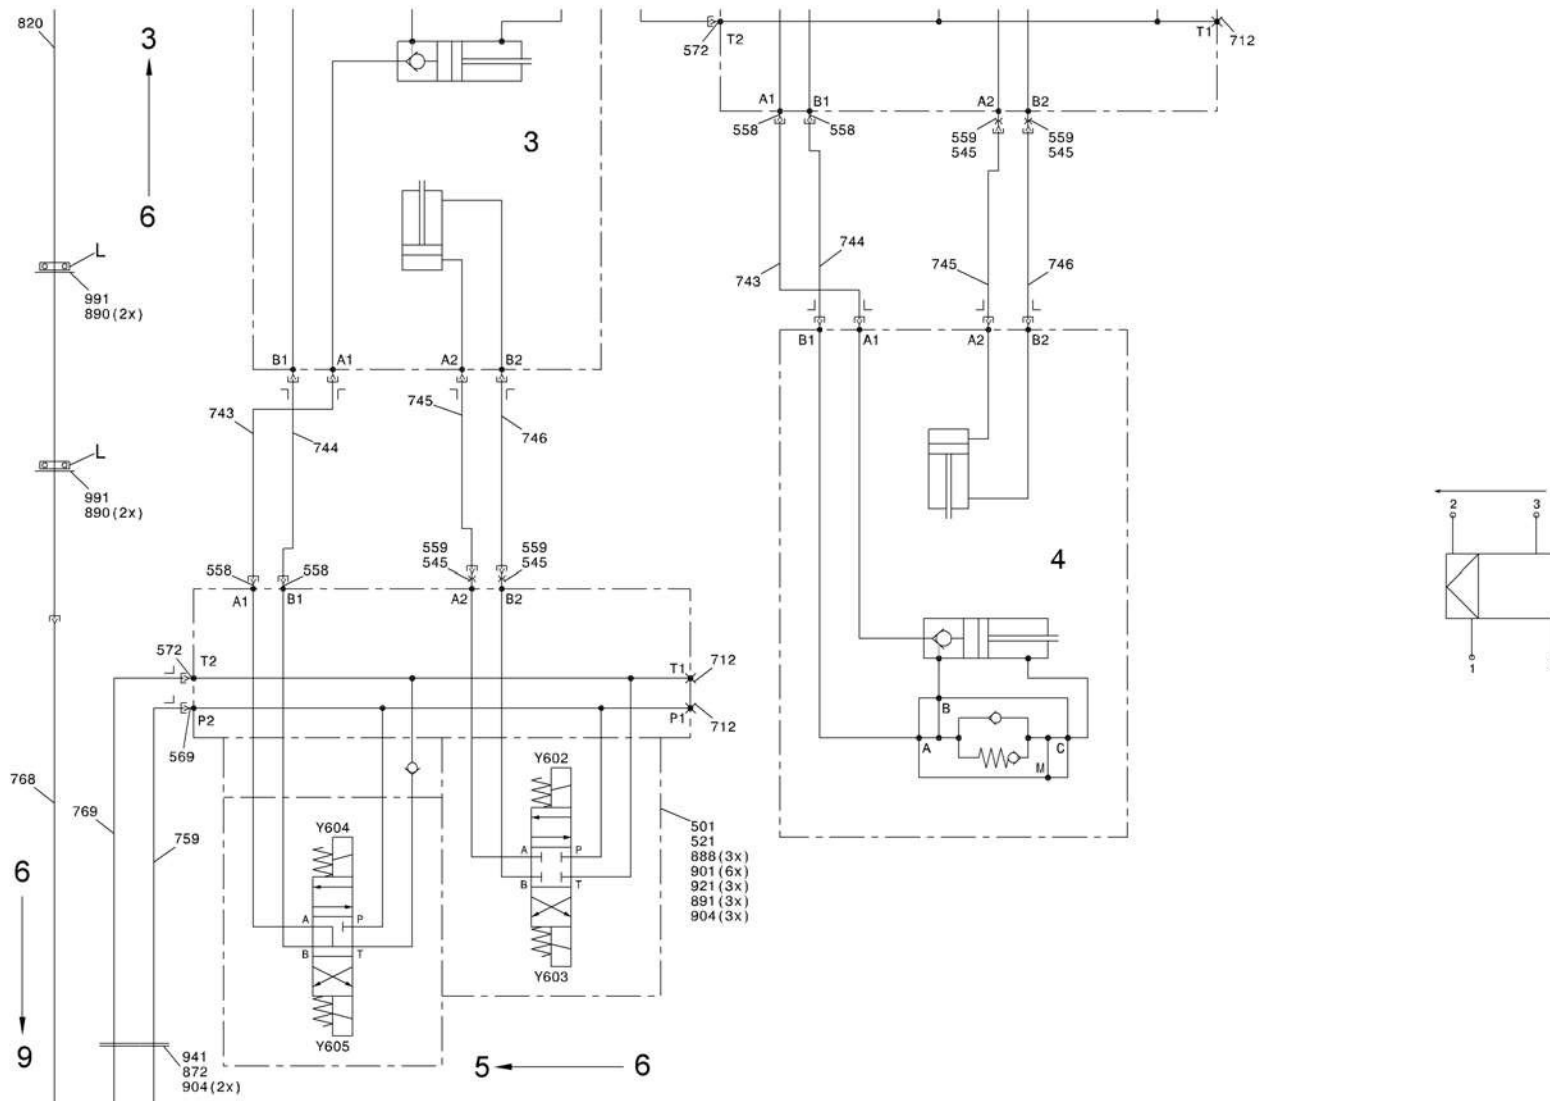 820
3
6
L
991
890(2x)
L
991
890(2x)
768
6
9
3
B1
A1
A2
B2
743
744
745
746
558
558
559
545
559
545
A1
B1
A2
B2
572
T2
T1
712
P2
P1
712
569
769
759
Y604
A
P
B
T
Y605
Y602
A
P
B
T
Y603
501
521
888(3x)
901(6x)
921(3x)
891(3x)
904(3x)
941
872
904(2x)
5
6
572
T2
T1
712
A1
B1
A2
B2
558
558
559
545
559
545
743
744
745
746
B1
A1
A2
B2
4
B
A
C
M
2
3
1